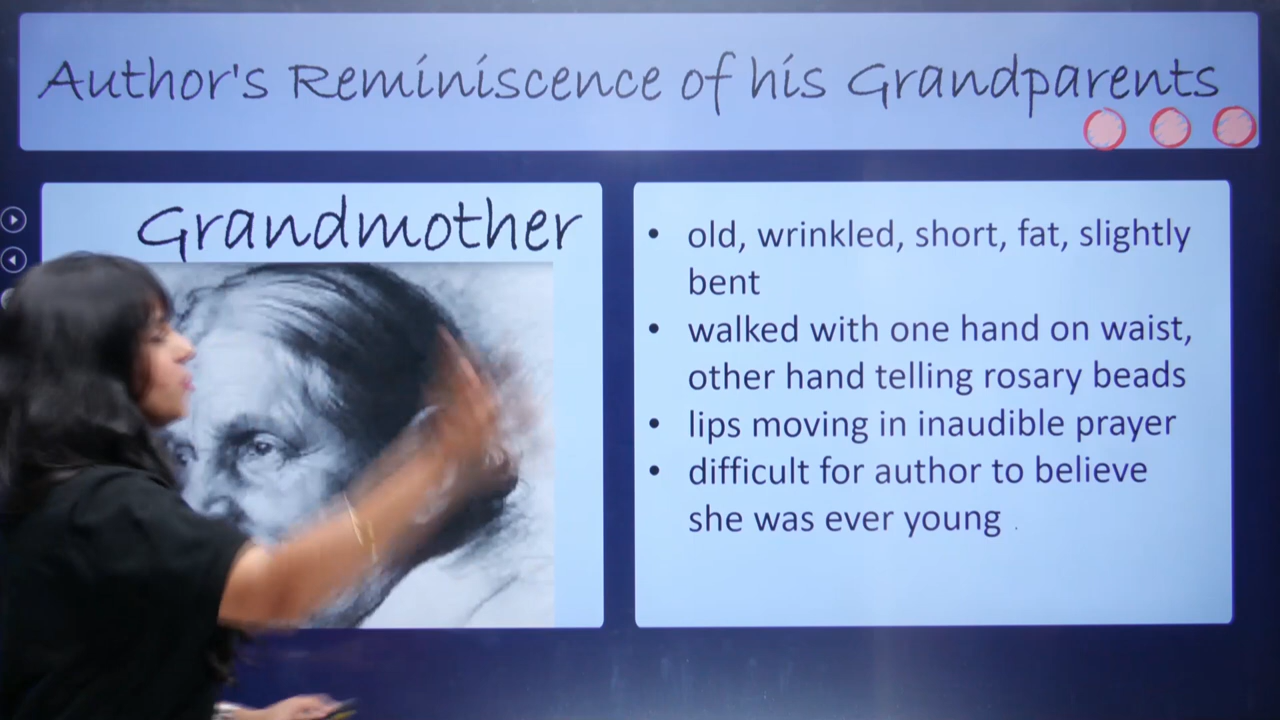 Author's Reminiscence of his Grandparents
Grandmother
• old, wrinkled, short, fat, slightly
bent
• walked with one hand on waist,
other hand telling rosary beads
• lips moving in inaudible prayer
• difficult for author to believe
she was ever young